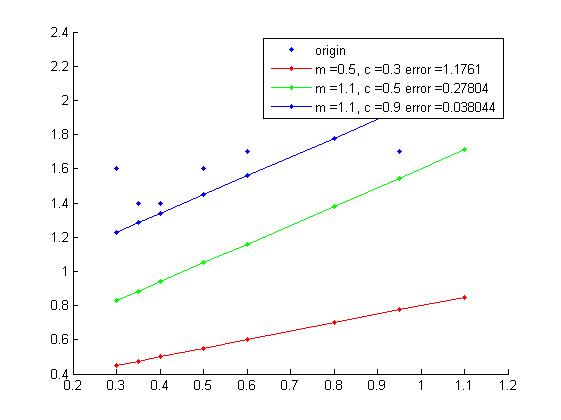 2.4
2.2
2
1.8
1.6
1.4
1.2
1
0.8
0.6
0.4
origin
m =0.5, c =0.3 error =1.1761
m =1.1, c =0.5 error =0.27804
m =1.1, c =0.9 error =0.038044
0.2 0.3 0.4 0.5 0.6 0.7 0.8 0.9 1 1.1 1.2